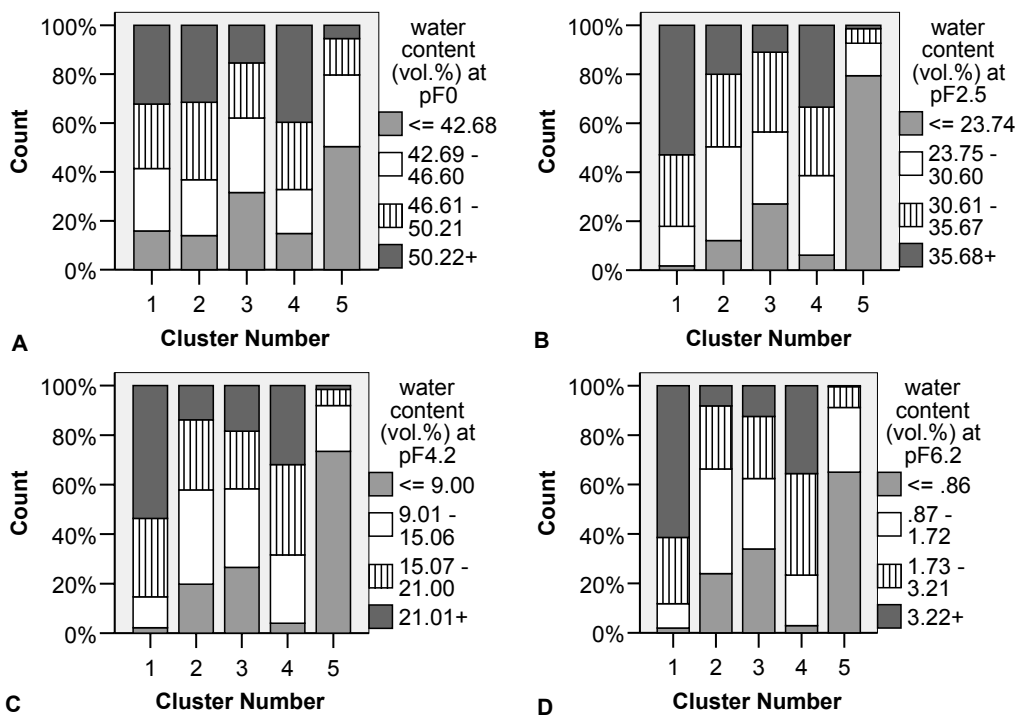 100%
80%
60%
40%
20%
0%
Count
1 2 3 4 5
Cluster Number
A
water
content
(vol.%) at
pF0
<= 42.68
42.69 -
46.60
46.61 -
50.21
50.22+
100%
80%
60%
40%
20%
0%
Count
1 2 3 4 5
Cluster Number
B
water
content
(vol.%) at
pF2.5
<= 23.74
23.75 -
30.60
30.61 -
35.67
35.68+
100%
80%
60%
40%
20%
0%
Count
1 2 3 4 5
Cluster Number
C
water
content
(vol.%) at
pF4.2
<= 9.00
9.01 -
15.06
15.07 -
21.00
21.01+
100%
80%
60%
40%
20%
0%
Count
1 2 3 4 5
Cluster Number
D
water
content
(vol.%) at
pF6.2
<= .86
.87 -
1.72
1.73 -
3.21
3.22+